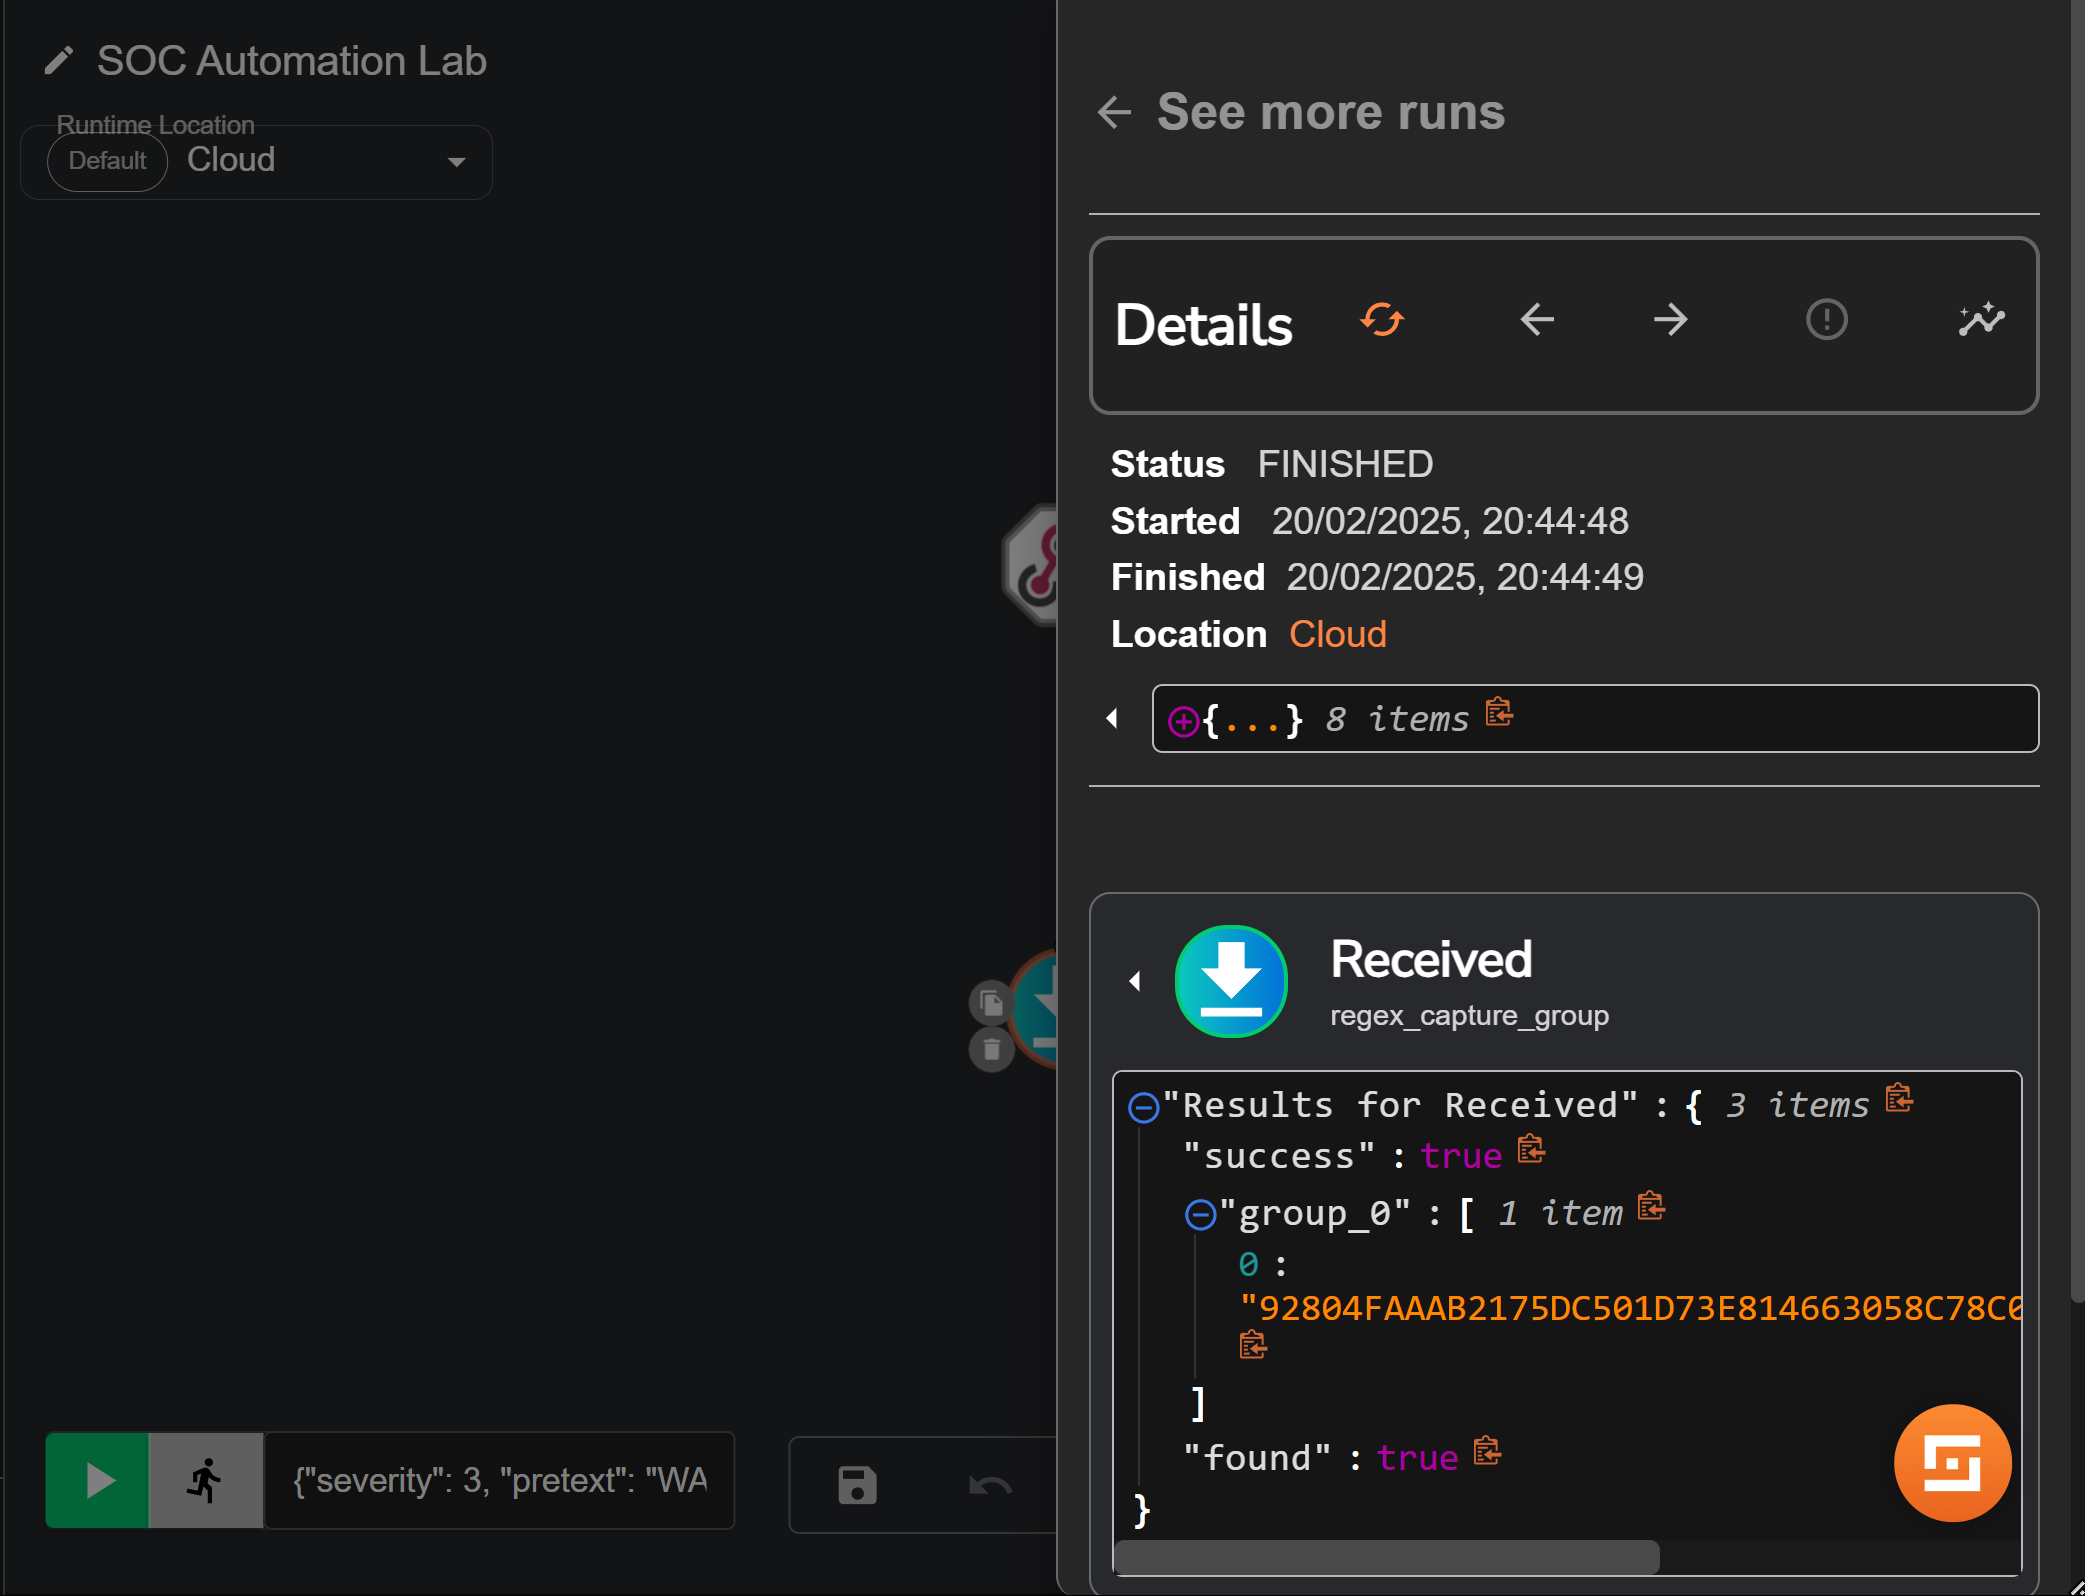 SOC Automation Lab
Runtime Location
Default Cloud
{"severity": 3, "pretext": "WA
See more runs
Details
Status FINISHED
Started 20/02/2025, 20:44:48
Finished 20/02/2025, 20:44:49
Location Cloud
{...} 8 items
Received
regex_capture_group
"Results for Received" : { 3 items
"success" : true
"group_0" : [ 1 item
0 :
"92804FAAAB2175DC501D73E814663058C78C0
]
"found" : true
}